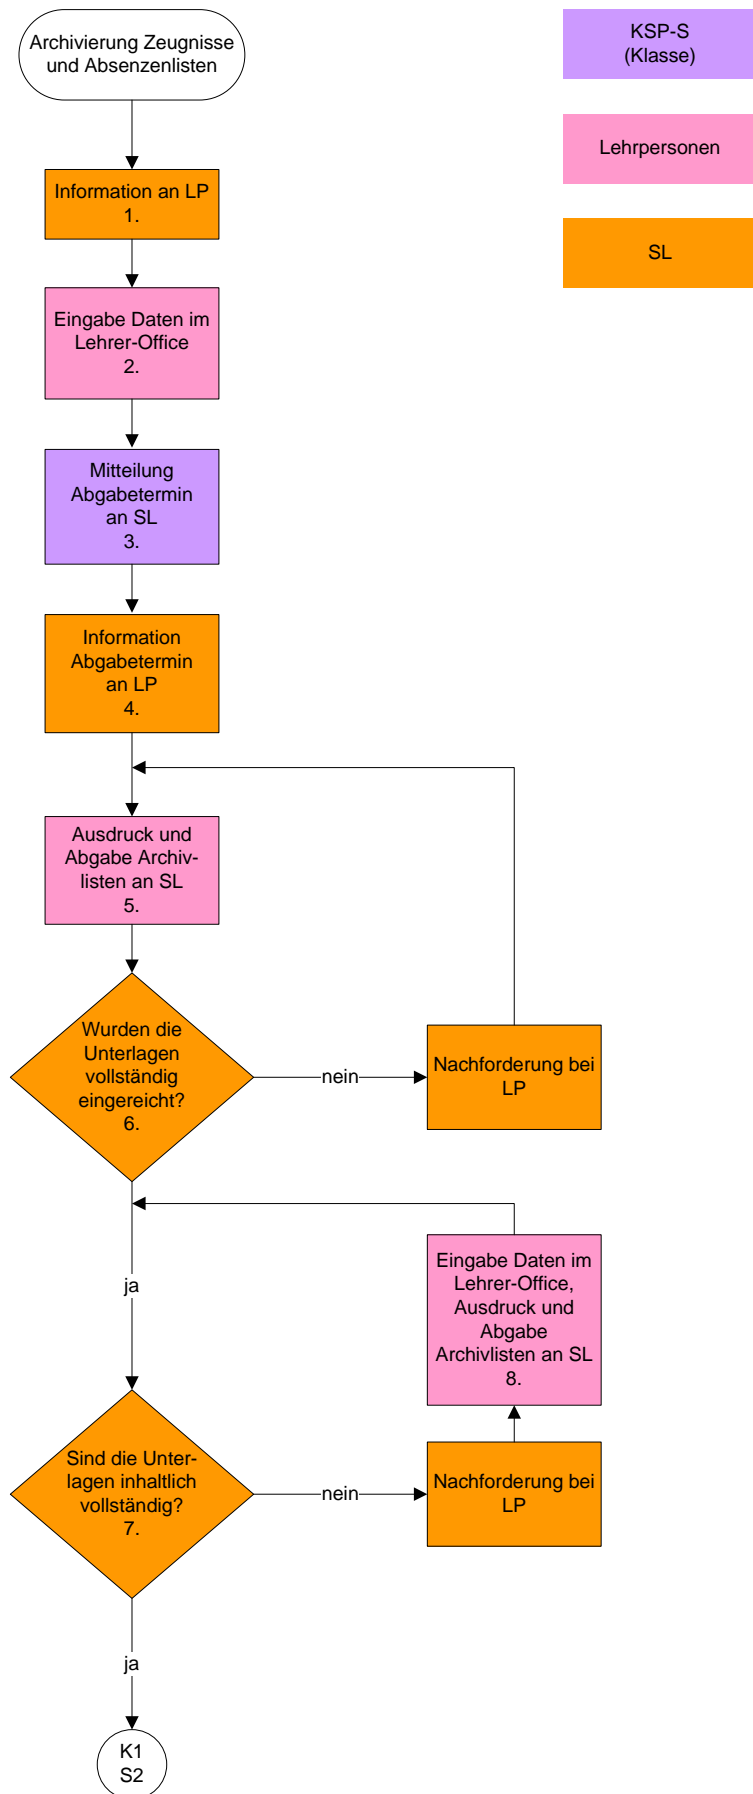 Archivierung Zeugnisse
und Absenzenlisten
KSP-S
(Klasse)
Lehrpersonen
SL
Information an LP
1.
Eingabe Daten im
Lehrer-Office
2.
Mitteilung
Abgabetermin
an SL
3.
Information
Abgabetermin
an LP
4.
Ausdruck und
Abgabe Archiv-
listen an SL
5.
Wurden die
Unterlagen
vollständig
eingereicht?
6.
nein
Nachforderung bei
LP
ja
Eingabe Daten im
Lehrer-Office,
Ausdruck und
Abgabe
Archivlisten an SL
8.
Sind die Unter-
lagen inhaltlich
vollständig?
7.
nein
Nachforderung bei
LP
ja
K1
S2